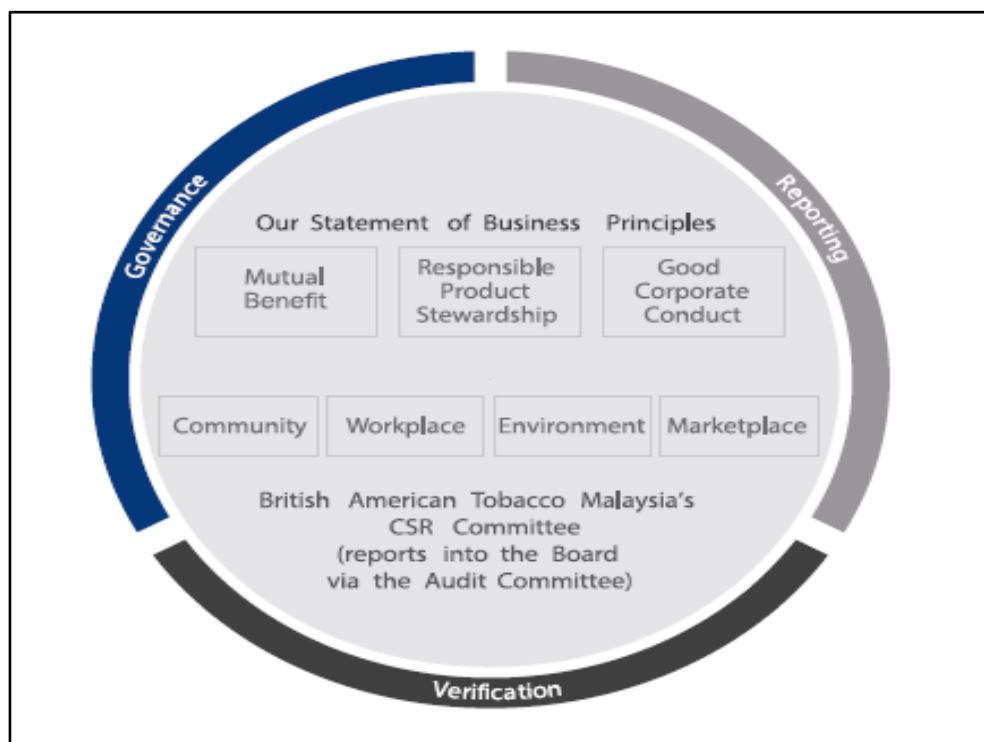 Governance
Reporting
Our Statement of Business Principles
Mutual
Benefit
Responsible
Product
Stewardship
Good
Corporate
Conduct
Community
Workplace
Environment
Marketplace
British American Tobacco Malaysia's
CSR Committee
(reports into the Board
via the Audit Committee)
Verification